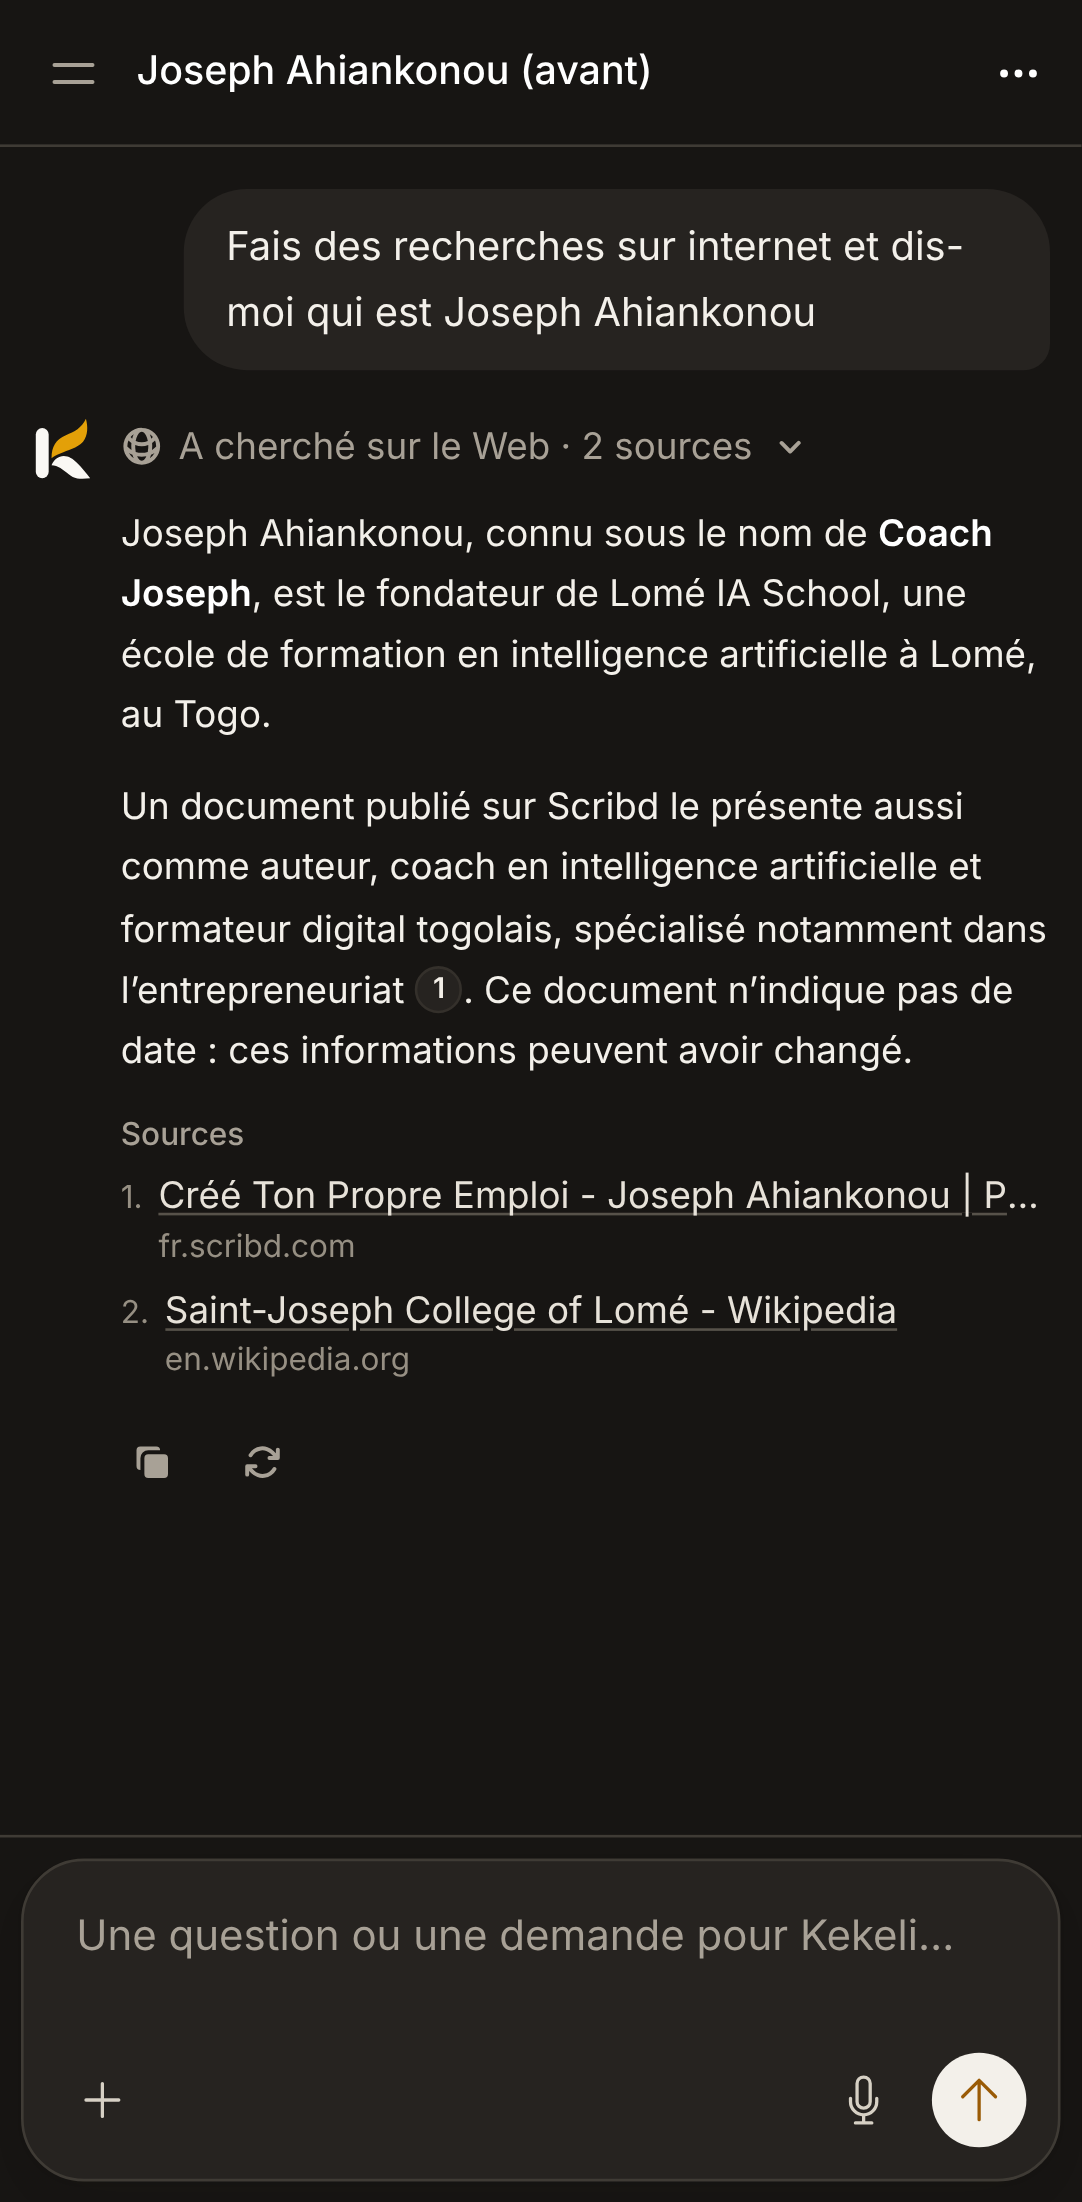 Joseph Ahiankonou (avant)
Fais des recherches sur internet et dis-
moi qui est Joseph Ahiankonou
A cherché sur le Web · 2 sources
Joseph Ahiankonou, connu sous le nom de Coach
Joseph, est le fondateur de Lomé IA School, une
école de formation en intelligence artificielle à Lomé,
au Togo.
Un document publié sur Scribd le présente aussi
comme auteur, coach en intelligence artificielle et
formateur digital togolais, spécialisé notamment dans
l’entrepreneuriat 1. Ce document n’indique pas de
date : ces informations peuvent avoir changé.
Sources
1. Créé Ton Propre Emploi - Joseph Ahiankonou | P...
fr.scribd.com
2. Saint-Joseph College of Lomé - Wikipedia
en.wikipedia.org
Une question ou une demande pour Kekeli...